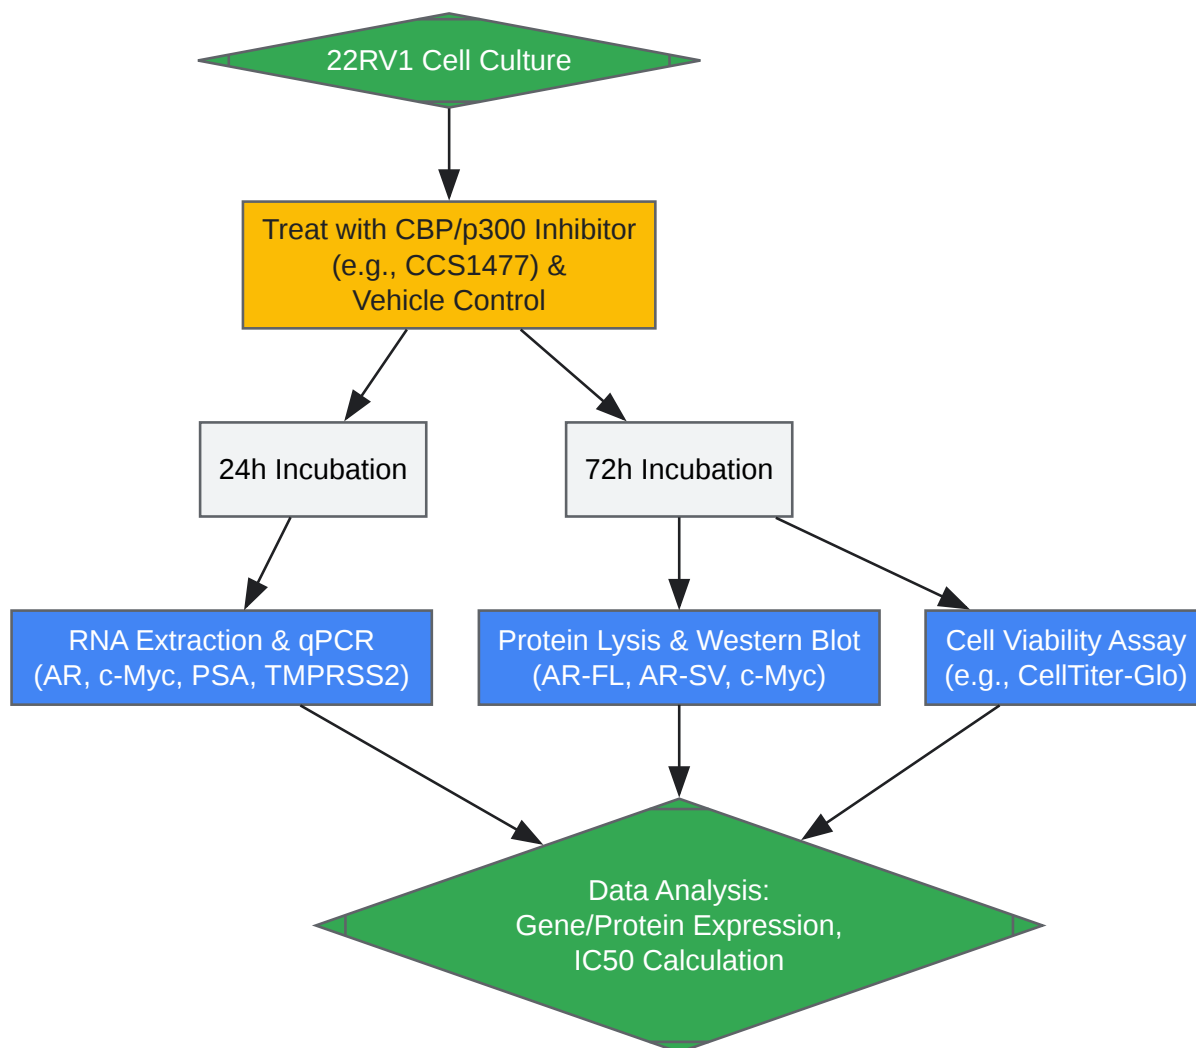 22RV1 Cell Culture
Treat with CBP/p300 Inhibitor
(e.g., CCS1477) &
Vehicle Control
24h Incubation
72h Incubation
RNA Extraction & qPCR
(AR, c-Myc, PSA, TMPRSS2)
Protein Lysis & Western Blot
(AR-FL, AR-SV, c-Myc)
Cell Viability Assay
(e.g., CellTiter-Glo)
Data Analysis:
Gene/Protein Expression,
IC50 Calculation